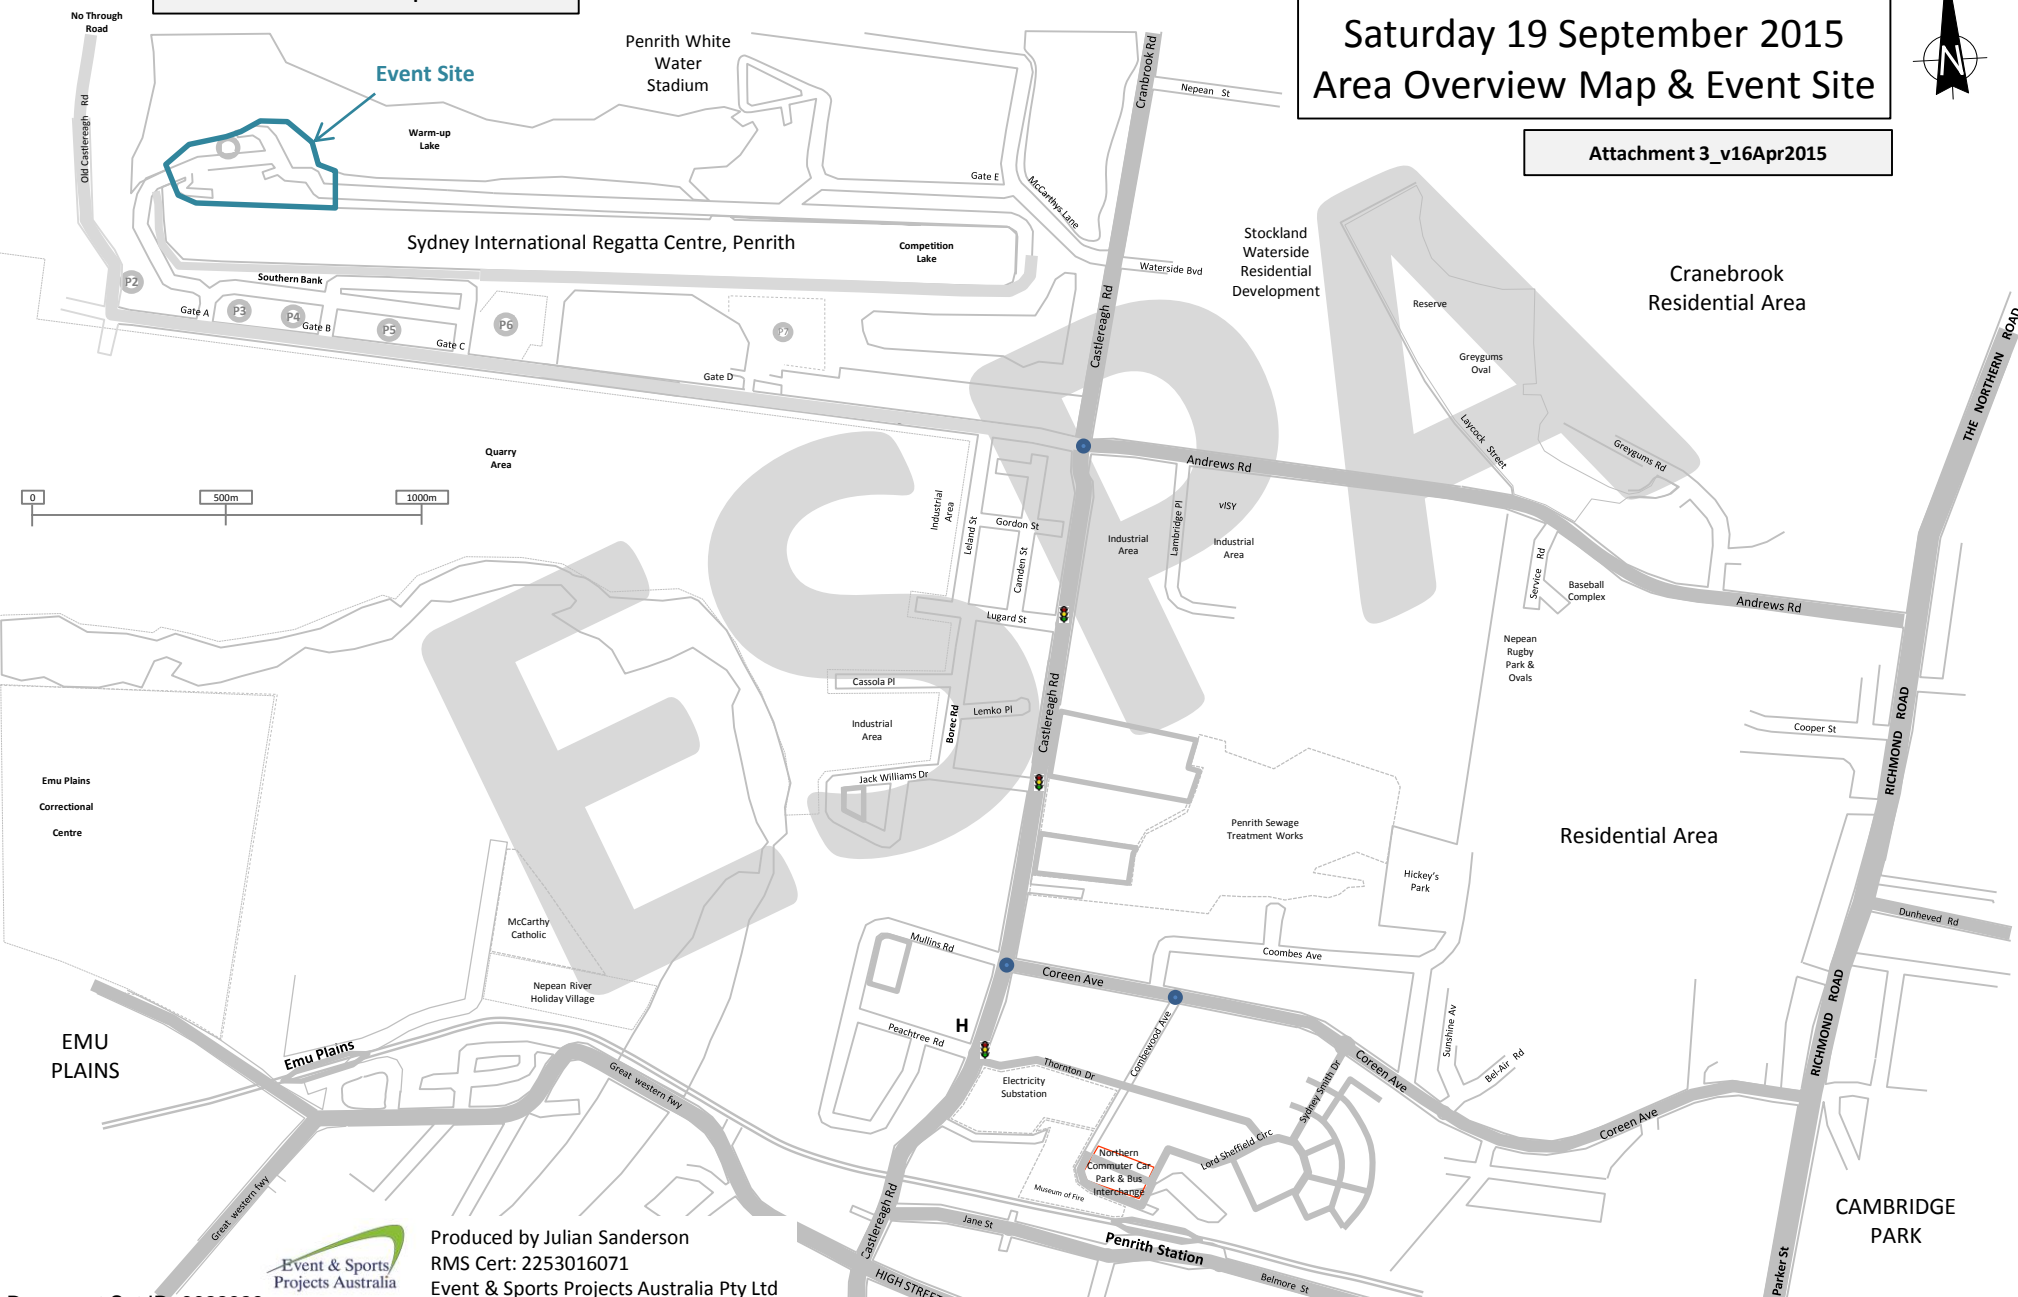 No Through
Road
Old Castlereagh Rd
Event Site
Penrith White
Water
Stadium
Warm-up
Lake
Cranbrook Rd
Nepean St
Saturday 19 September 2015
Area Overview Map & Event Site
N
Attachment 3_v16Apr2015
Gate E
McCarthys Lane
Sydney International Regatta Centre, Penrith
Competition
Lake
Waterside Bvd
Stockland
Waterside
Residential
Development
Cranebrook
Residential Area
Southern Bank
P2
P3
P4
P5
P6
P7
Gate A
Gate B
Gate C
Gate D
Castlereagh Rd
Reserve
Greygums
Oval
Laycock Street
Greygums Rd
THE NORTHERN ROAD
Quarry
Area
0
500m
1000m
Andrews Rd
Industrial
Area
Leland St
Gordon St
Camden St
Lugard St
Industrial
Area
Lambridge Pl
vISY
Industrial
Area
Service Rd
Baseball
Complex
Andrews Rd
Nepean
Rugby
Park &
Ovals
ESPA
Cassola Pl
Lemko Pl
Borec Rd
Industrial
Area
Jack Williams Dr
Castlereagh Rd
Cooper St
RICHMOND ROAD
Emu Plains
Correctional
Centre
Penrith Sewage
Treatment Works
Residential Area
Hickey's
Park
Dunheved Rd
McCarthy
Catholic
Nepean River
Holiday Village
Mullins Rd
Coreen Ave
Coombes Ave
Peachtree Rd
H
Thornton Dr
Combewood Ave
Sunshine Av
Bel-Air Rd
RICHMOND ROAD
EMU
PLAINS
Emu Plains
Great western fwy
Electricity
Substation
Sydney Smith Dr
Coreen Ave
Coreen Ave
Lord Sheffield Circ
Northern
Commuter Car
Park & Bus
Interchange
Museum of Fire
Great western fwy
Castlereagh Rd
Jane St
Penrith Station
Belmore St
HIGH STREET
Parker St
CAMBRIDGE
PARK
Event & Sports
Projects Australia
Produced by Julian Sanderson
RMS Cert: 2253016071
Event & Sports Projects Australia Pty Ltd